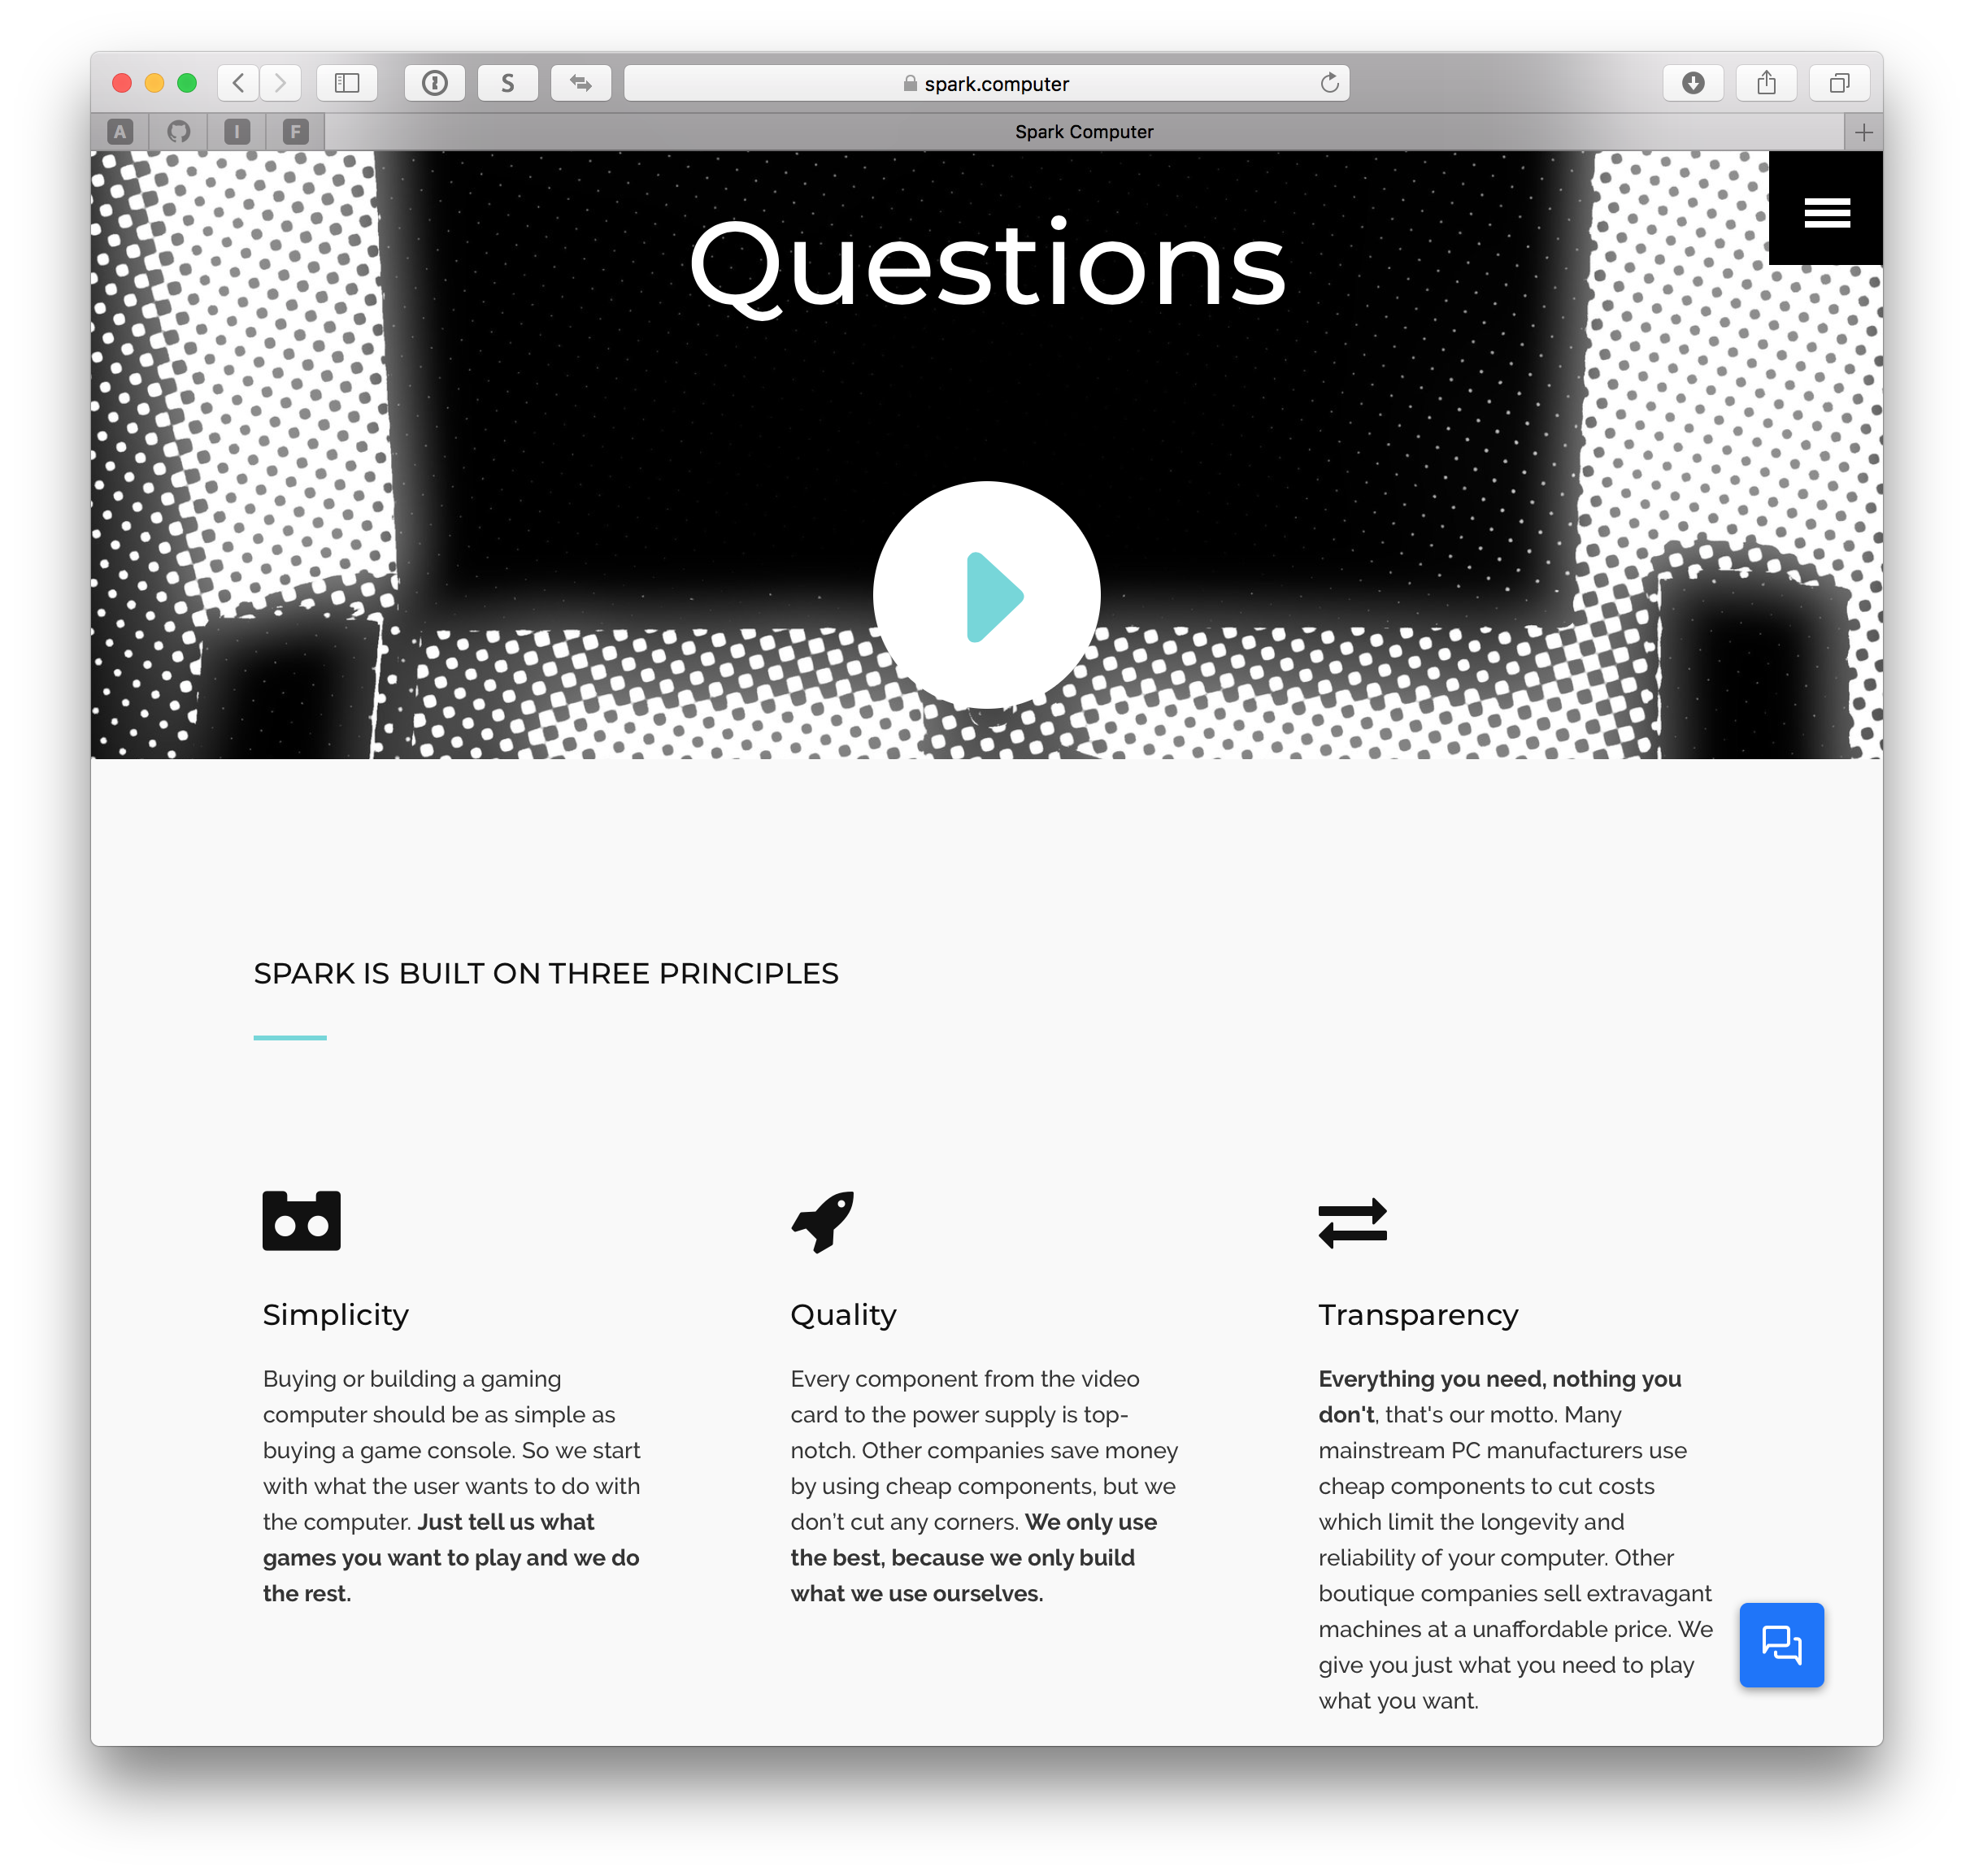 S
spark.computer
A
I
F
Spark Computer
Questions
SPARK IS BUILT ON THREE PRINCIPLES
Simplicity
Buying or building a gaming
computer should be as simple as
buying a game console. So we start
with what the user wants to do with
the computer. Just tell us what
games you want to play and we do
the rest.
Quality
Every component from the video
card to the power supply is top-
notch. Other companies save money
by using cheap components, but we
don’t cut any corners. We only use
the best, because we only build
what we use ourselves.
Transparency
Everything you need, nothing you
don't, that's our motto. Many
mainstream PC manufacturers use
cheap components to cut costs
which limit the longevity and
reliability of your computer. Other
boutique companies sell extravagant
machines at a unaffordable price. We
give you just what you need to play
what you want.